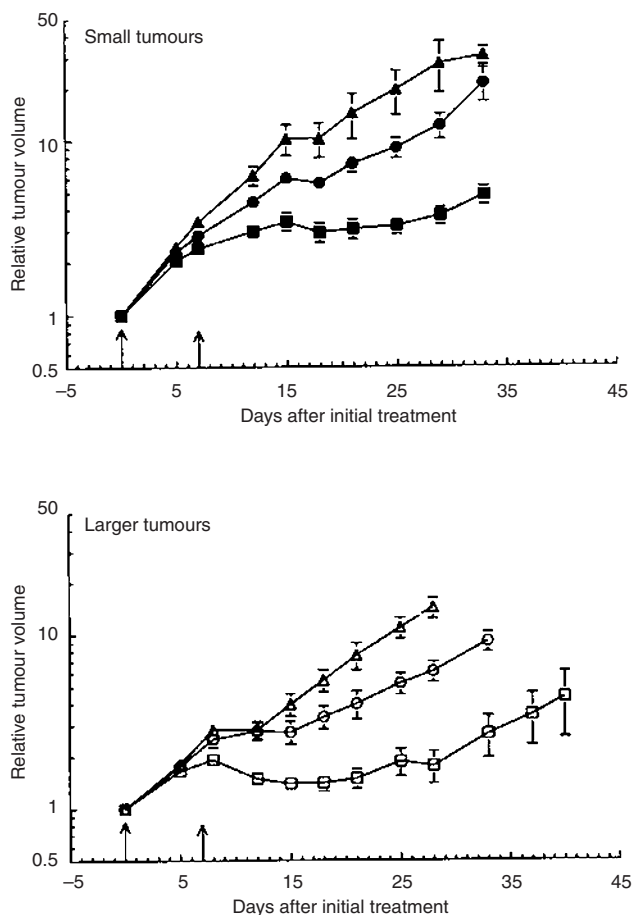 50
Small tumours
10
Relative tumour volume
1
0.5
–5 5 15 25 35 45
Days after initial treatment
50
Larger tumours
10
Relative tumour volume
1
0.5
–5 5 15 25 35 45
Days after initial treatment